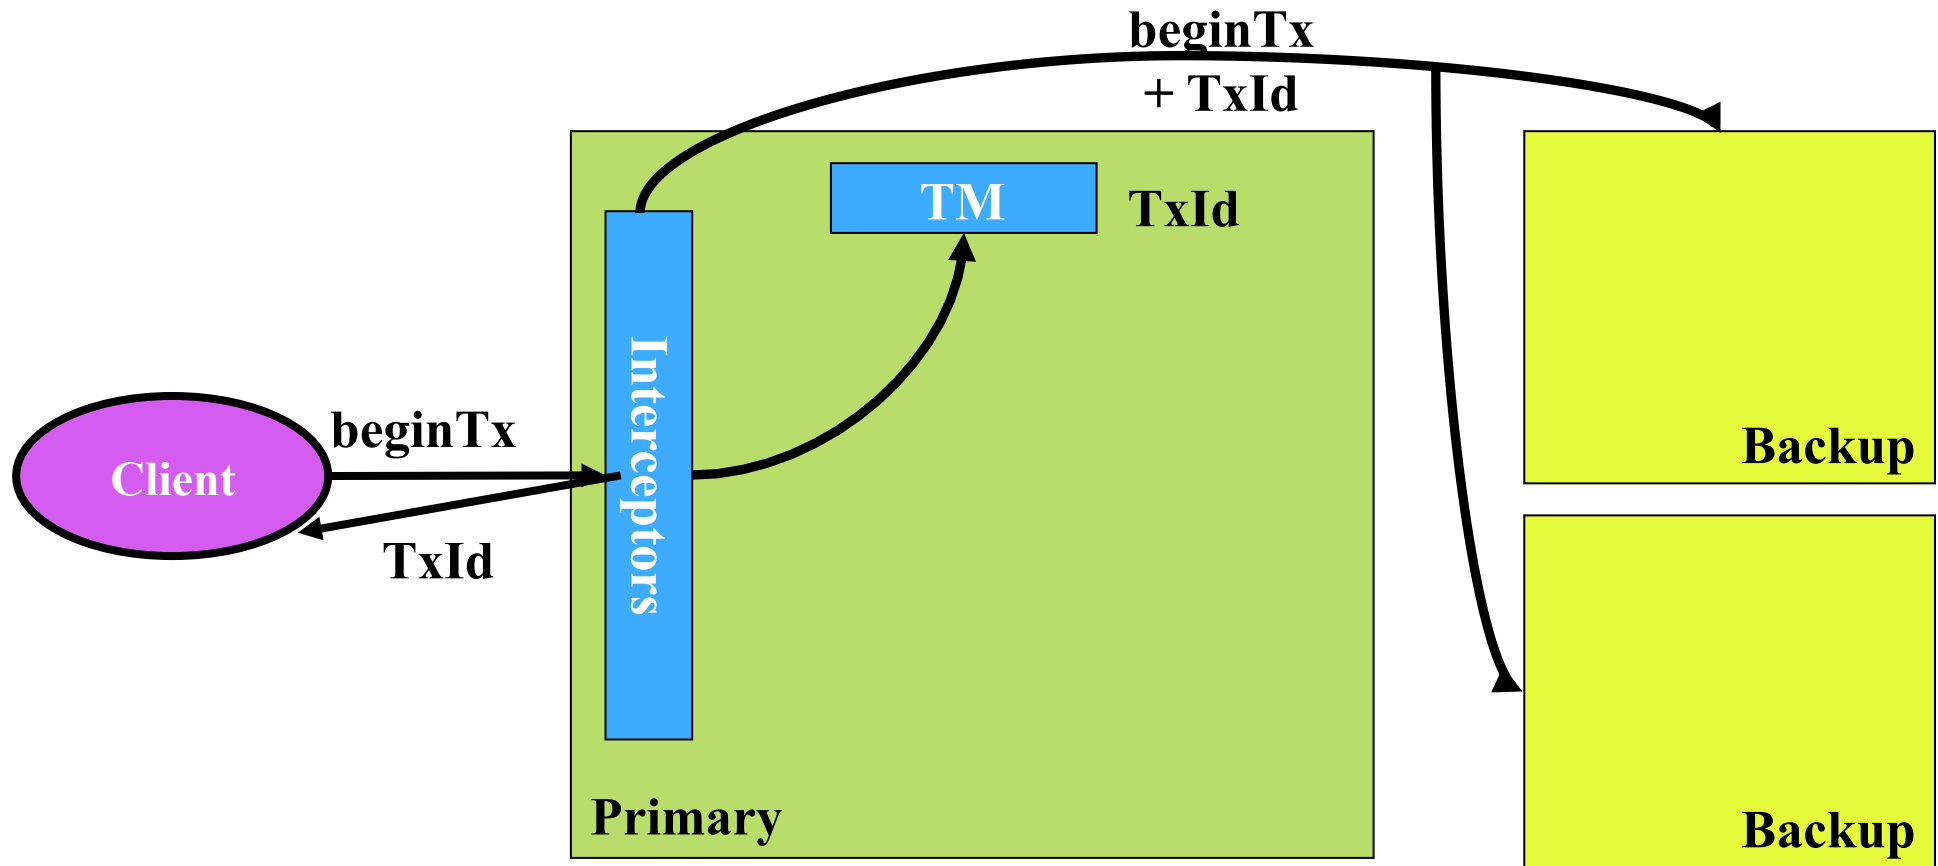 beginTx
+ TxId
TM
TxId
Interceptors
beginTx
Client
TxId
Primary
Backup
Backup